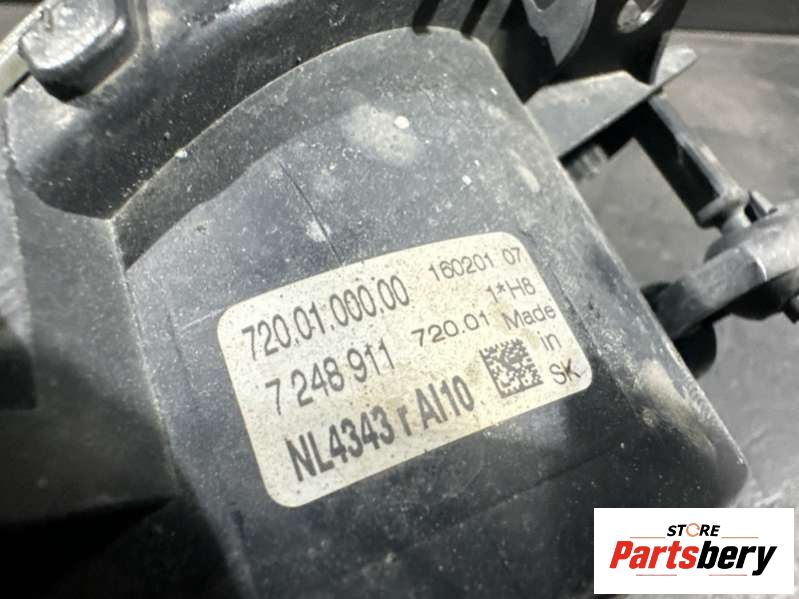 720.01.000.00 160201 07
1*H6
7 248 911 720.01 Made
in
NL4343 r AI10 SK
STORE
Partsbery